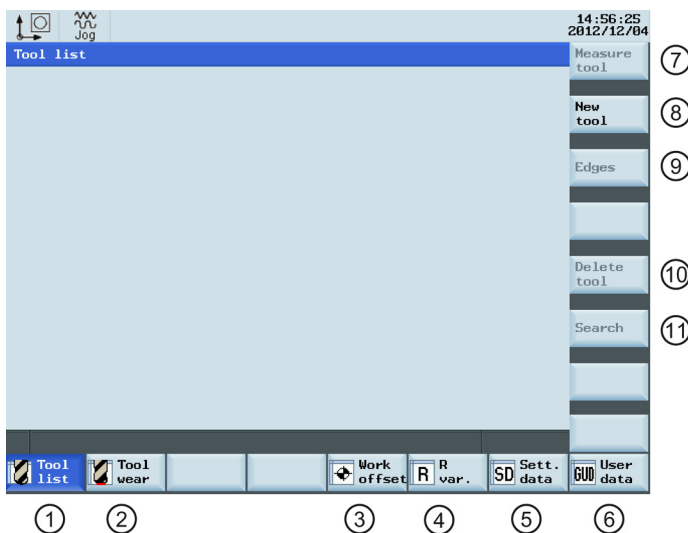 14:56:25
2012/12/04
Jog
Tool list
Measure
tool
⑦
New
tool
⑧
Edges
⑨
Delete
tool
⑩
Search
⑪
Tool
list
Tool
wear
Work
offset
R
R
var.
SD
Sett.
data
GUD
User
data
① ② ③ ④ ⑤ ⑥